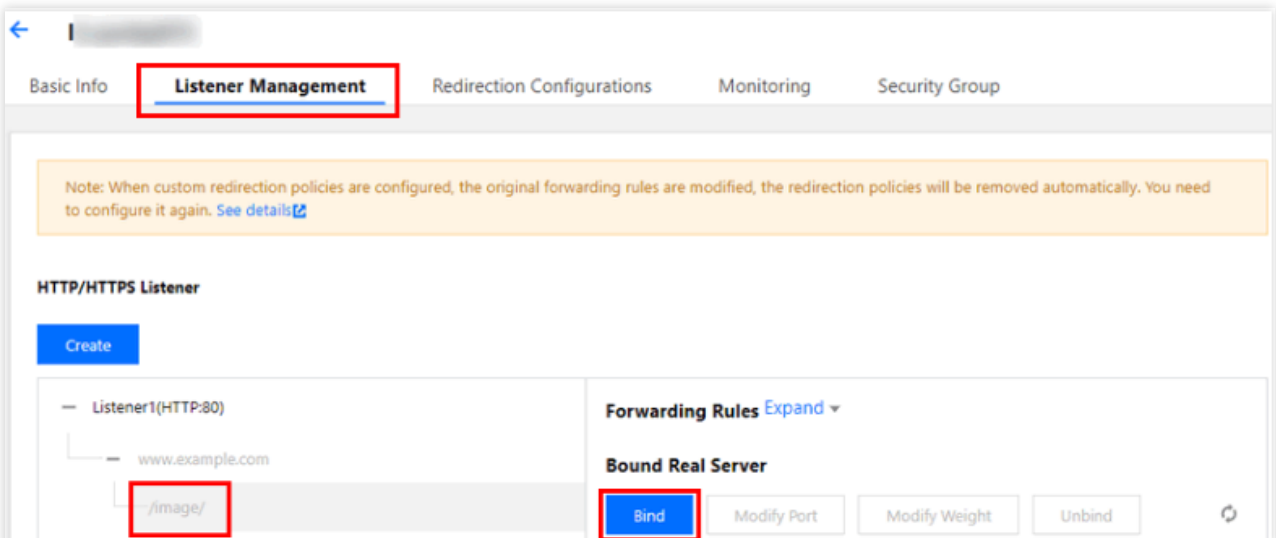 Basic Info Listener Management Redirection Configurations Monitoring Security Group
Note: When custom redirection policies are configured, the original forwarding rules are modified, the redirection policies will be removed automatically. You need
to configure it again. See details
HTTP/HTTPS Listener
Create
Listener1(HTTP:80)
www.example.com
/image/
Forwarding Rules Expand
Bound Real Server
Bind Modify Port Modify Weight Unbind